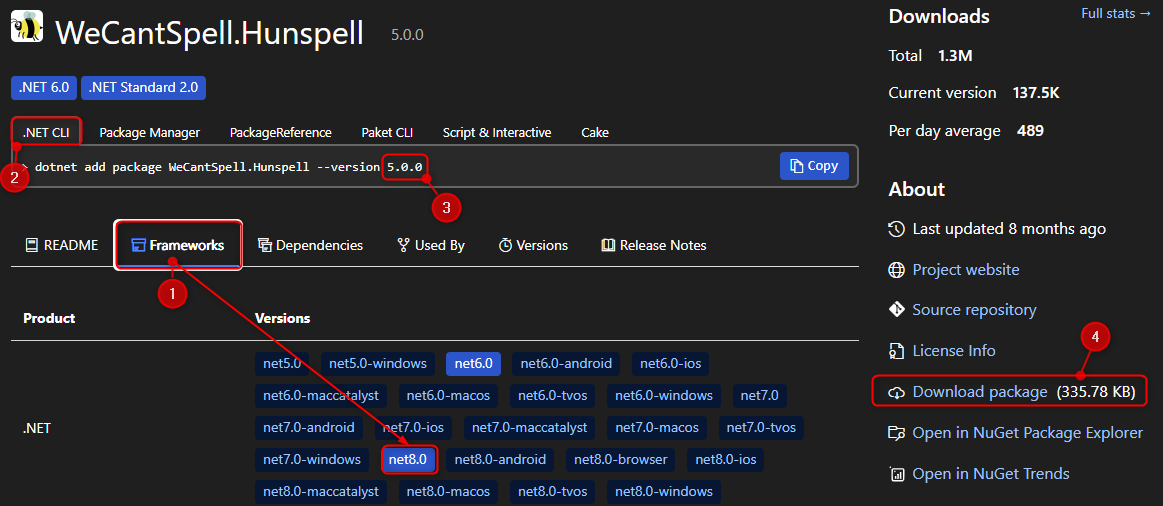 WeCantSpell.Hunspell 5.0.0
.NET 6.0 .NET Standard 2.0
.NET CLI Package Manager PackageReference Paket CLI Script & Interactive Cake
> dotnet add package WeCantSpell.Hunspell --version 5.0.0 Copy
2
3
README Frameworks Dependencies Used By Versions Release Notes
1
Product Versions
.NET
net5.0 net5.0-windows net6.0 net6.0-android net6.0-ios
net6.0-maccatalyst net6.0-macos net6.0-tvos net6.0-windows net7.0
net7.0-android net7.0-ios net7.0-maccatalyst net7.0-macos net7.0-tvos
net7.0-windows net8.0 net8.0-android net8.0-browser net8.0-ios
net8.0-maccatalyst net8.0-macos net8.0-tvos net8.0-windows
Downloads Full stats →
Total 1.3M
Current version 137.5K
Per day average 489
About
Last updated 8 months ago
Project website
Source repository
4
License Info
Download package (335.78 KB)
Open in NuGet Package Explorer
Open in NuGet Trends